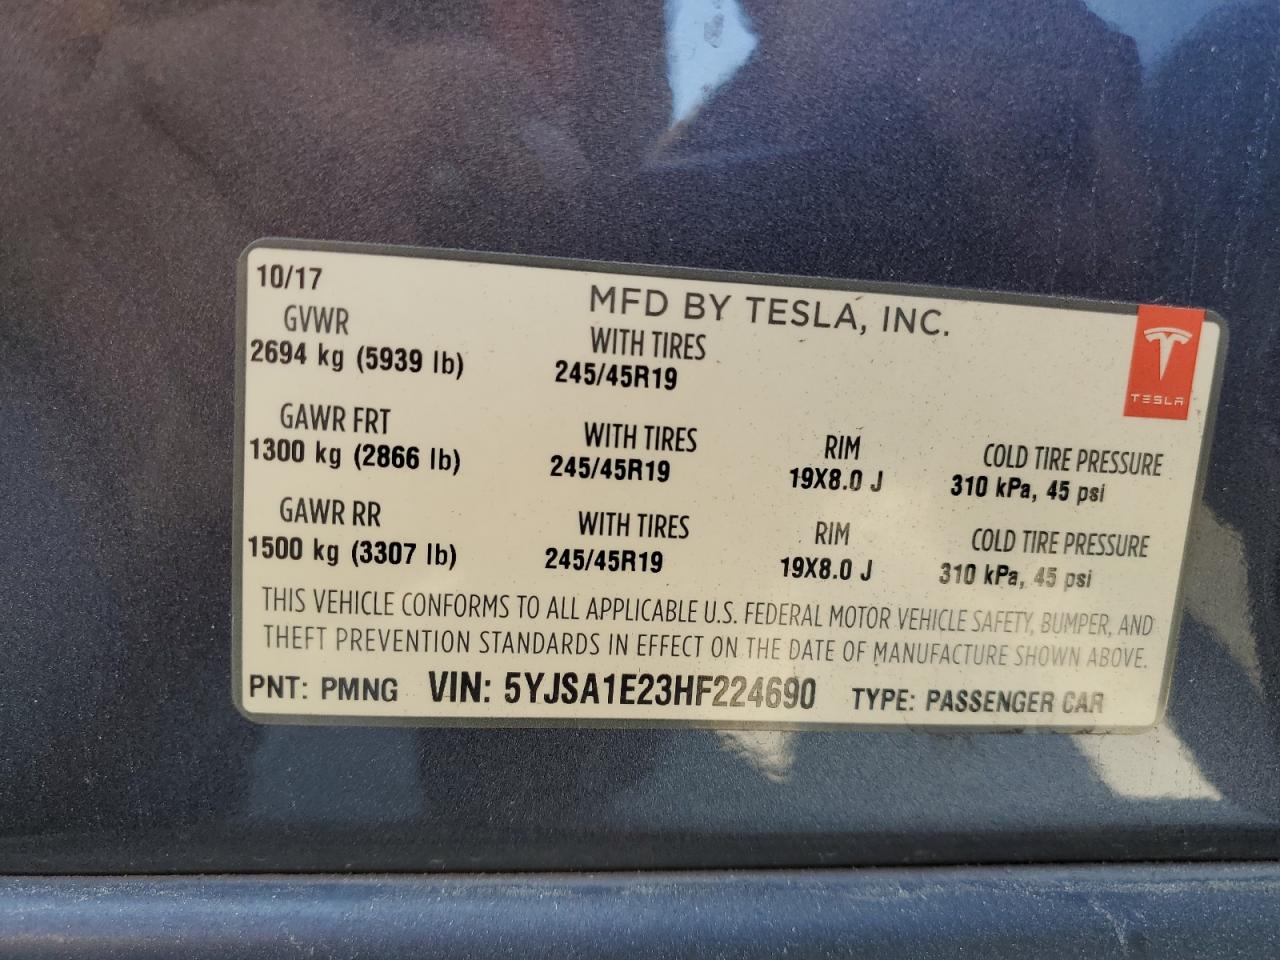 10/17
MFD BY TESLA, INC.
GVWR WITH TIRES
2694 kg (5939 lb) 245/45R19
TESLA
GAWR FRT WITH TIRES RIM COLD TIRE PRESSURE
1300 kg (2866 lb) 245/45R19 19X8.0 J 310 kPa, 45 psi
GAWR RR WITH TIRES RIM COLD TIRE PRESSURE
1500 kg (3307 lb) 245/45R19 19X8.0 J 310 kPa, 45 psi
THIS VEHICLE CONFORMS TO ALL APPLICABLE U.S. FEDERAL MOTOR VEHICLE SAFETY, BUMPER, AND
THEFT PREVENTION STANDARDS IN EFFECT ON THE DATE OF MANUFACTURE SHOWN ABOVE.
PNT: PMNG VIN: 5YJSA1E23HF224690 TYPE: PASSENGER CAR